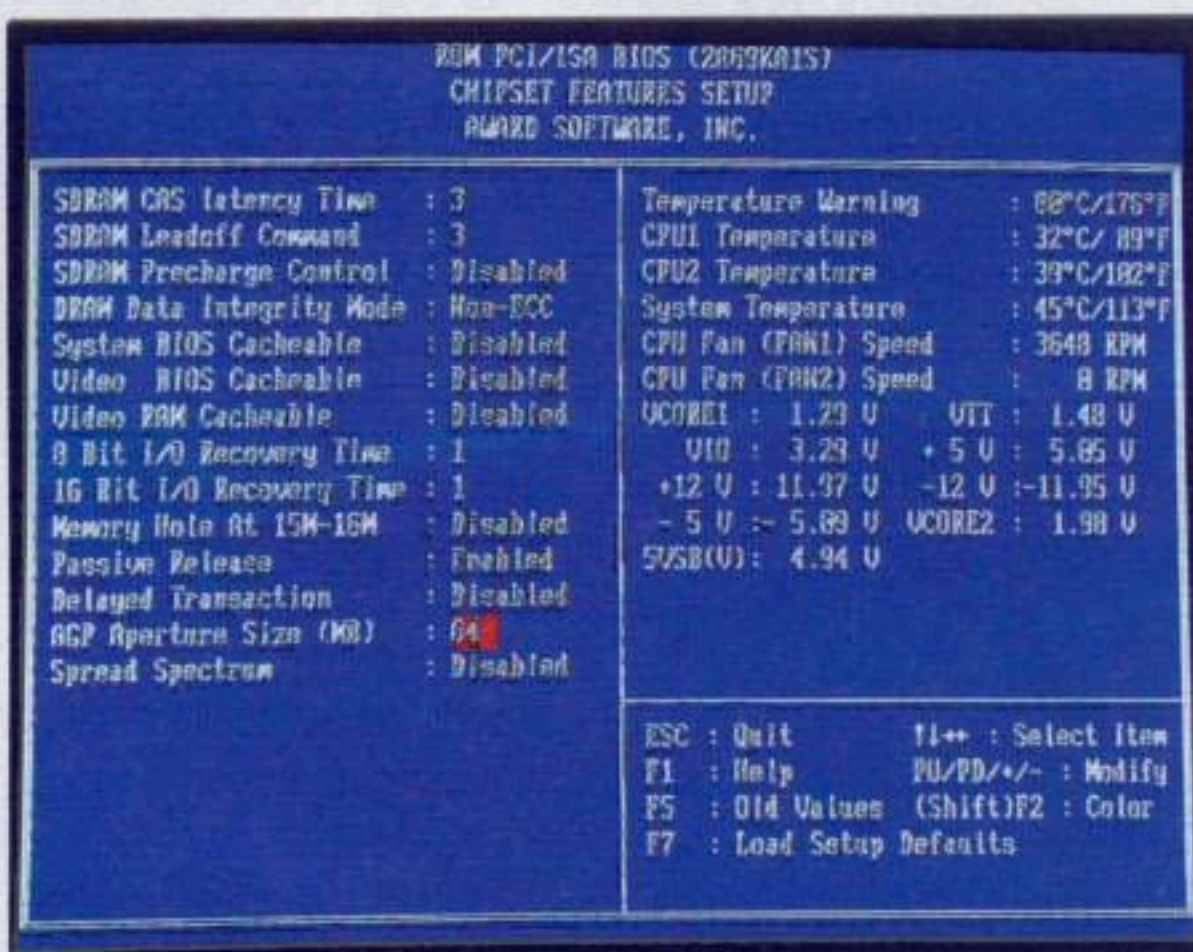 ROM PCI/ISA BIOS (2A69KA1S)
CHIPSET FEATURES SETUP
AWARD SOFTWARE, INC.
SDRAM CAS latency Time : 3
SDRAM Leadoff Command : 3
SDRAM Precharge Control : Disabled
DRAM Data Integrity Mode : Non-ECC
System BIOS Cacheable : Disabled
Video BIOS Cacheable : Disabled
Video RAM Cacheable : Disabled
8 Bit I/O Recovery Time : 1
16 Bit I/O Recovery Time : 1
Memory Hole At 15M-16M : Disabled
Passive Release : Enabled
Delayed Transaction : Disabled
AGP Aperture Size (MB) : 64
Spread Spectrum : Disabled
Temperature Warning : 80°C/176°F
CPU1 Temperature : 32°C/ 89°F
CPU2 Temperature : 39°C/102°F
System Temperature : 45°C/113°F
CPU Fan (FAN1) Speed : RPM
CPU Fan (FAN2) Speed : 0 RPM
VCORE1 : 1.29 V VTT : 1.48 V
VIO : 3.29 V + 5 V : 5.05 V
+12 V : 11.97 V -12 V :-11.95 V
- 5 V :- 5.09 V VCORE2 : 1.98 V
5VSB(V): 4.94 V
ESC : Quit ↑↓→← : Select Item
F1 : Help PU/PD/+/- : Modify
F5 : Old Values (Shift)F2 : Color
F7 : Load Setup Defaults